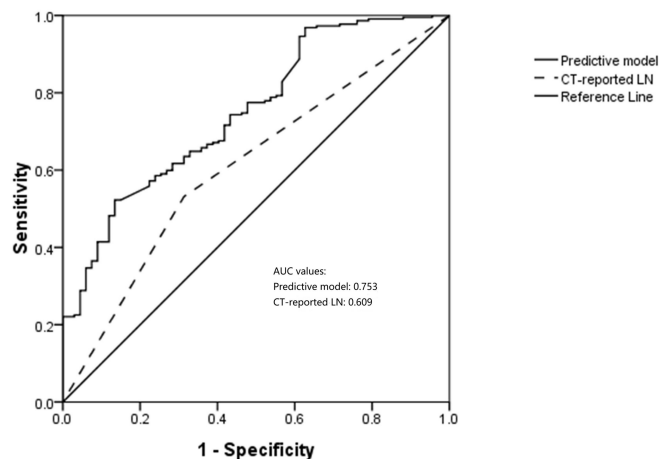 1.0
0.8
0.6
0.4
0.2
0.0
Sensitivity
0.0 0.2 0.4 0.6 0.8 1.0
1 - Specificity
AUC values:
Predictive model: 0.753
CT-reported LN: 0.609
Predictive model
CT-reported LN
Reference Line